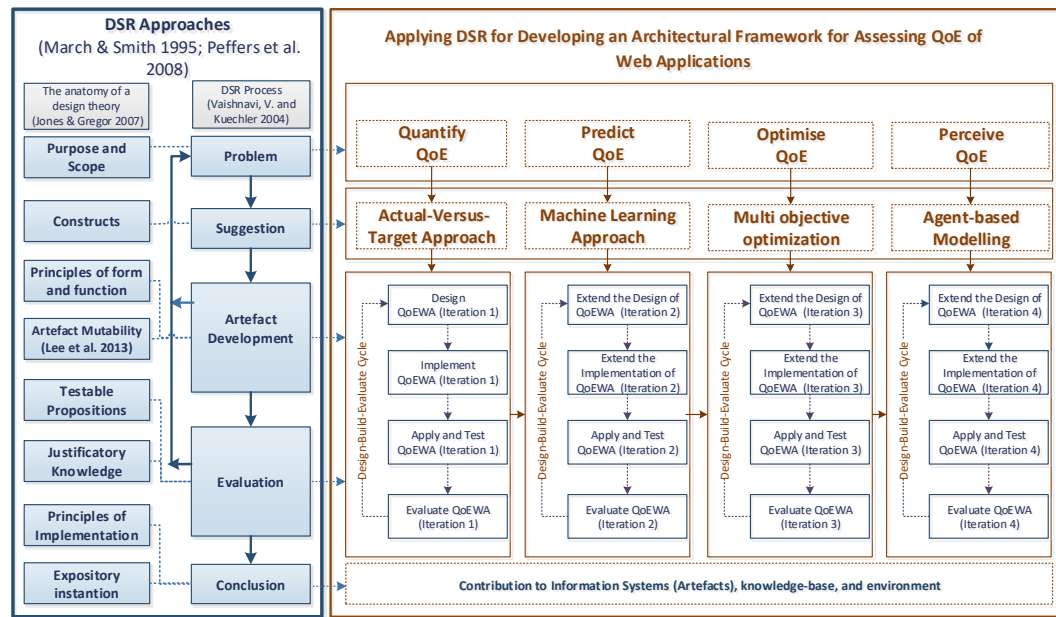 DSR Approaches
(March & Smith 1995; Peffers et al.
2008)
The anatomy of a
design theory
(Jones & Gregor 2007)
DSR Process
(Vaishnavi, V. and
Kuechler 2004)
Purpose and
Scope
Constructs
Principles of form
and function
Artefact Mutability
(Lee et al. 2013)
Testable
Propositions
Justificatory
Knowledge
Principles of
Implementation
Expository
instantion
Problem
Suggestion
Artefact
Development
Evaluation
Conclusion
Applying DSR for Developing an Architectural Framework for Assessing QoE of
Web Applications
Quantify
QoE
Predict
QoE
Optimise
QoE
Perceive
QoE
Actual-Versus-
Target Approach
Machine Learning
Approach
Multi objective
optimization
Agent-based
Modelling
Design-Build-Evaluate Cycle
Design
QoEWA (Iteration 1)
Implement
QoEWA (Iteration 1)
Apply and Test
QoEWA (Iteration 1)
Evaluate QoEWA
(Iteration 1)
Design-Build-Evaluate Cycle
Extend the Design of
QoEWA (Iteration 2)
Extend the
Implementation of
QoEWA (Iteration 2)
Apply and Test
QoEWA (Iteration 2)
Evaluate QoEWA
(Iteration 2)
Design-Build-Evaluate Cycle
Extend the Design of
QoEWA (Iteration 3)
Extend the
Implementation of
QoEWA (Iteration 3)
Apply and Test
QoEWA (Iteration 3)
Evaluate QoEWA
(Iteration 3)
Design-Build-Evaluate Cycle
Extend the Design of
QoEWA (Iteration 4)
Extend the
Implementation of
QoEWA (Iteration 4)
Apply and Test
QoEWA (Iteration 4)
Evaluate QoEWA
(Iteration 4)
Contribution to Information Systems (Artefacts), knowledge-base, and environment